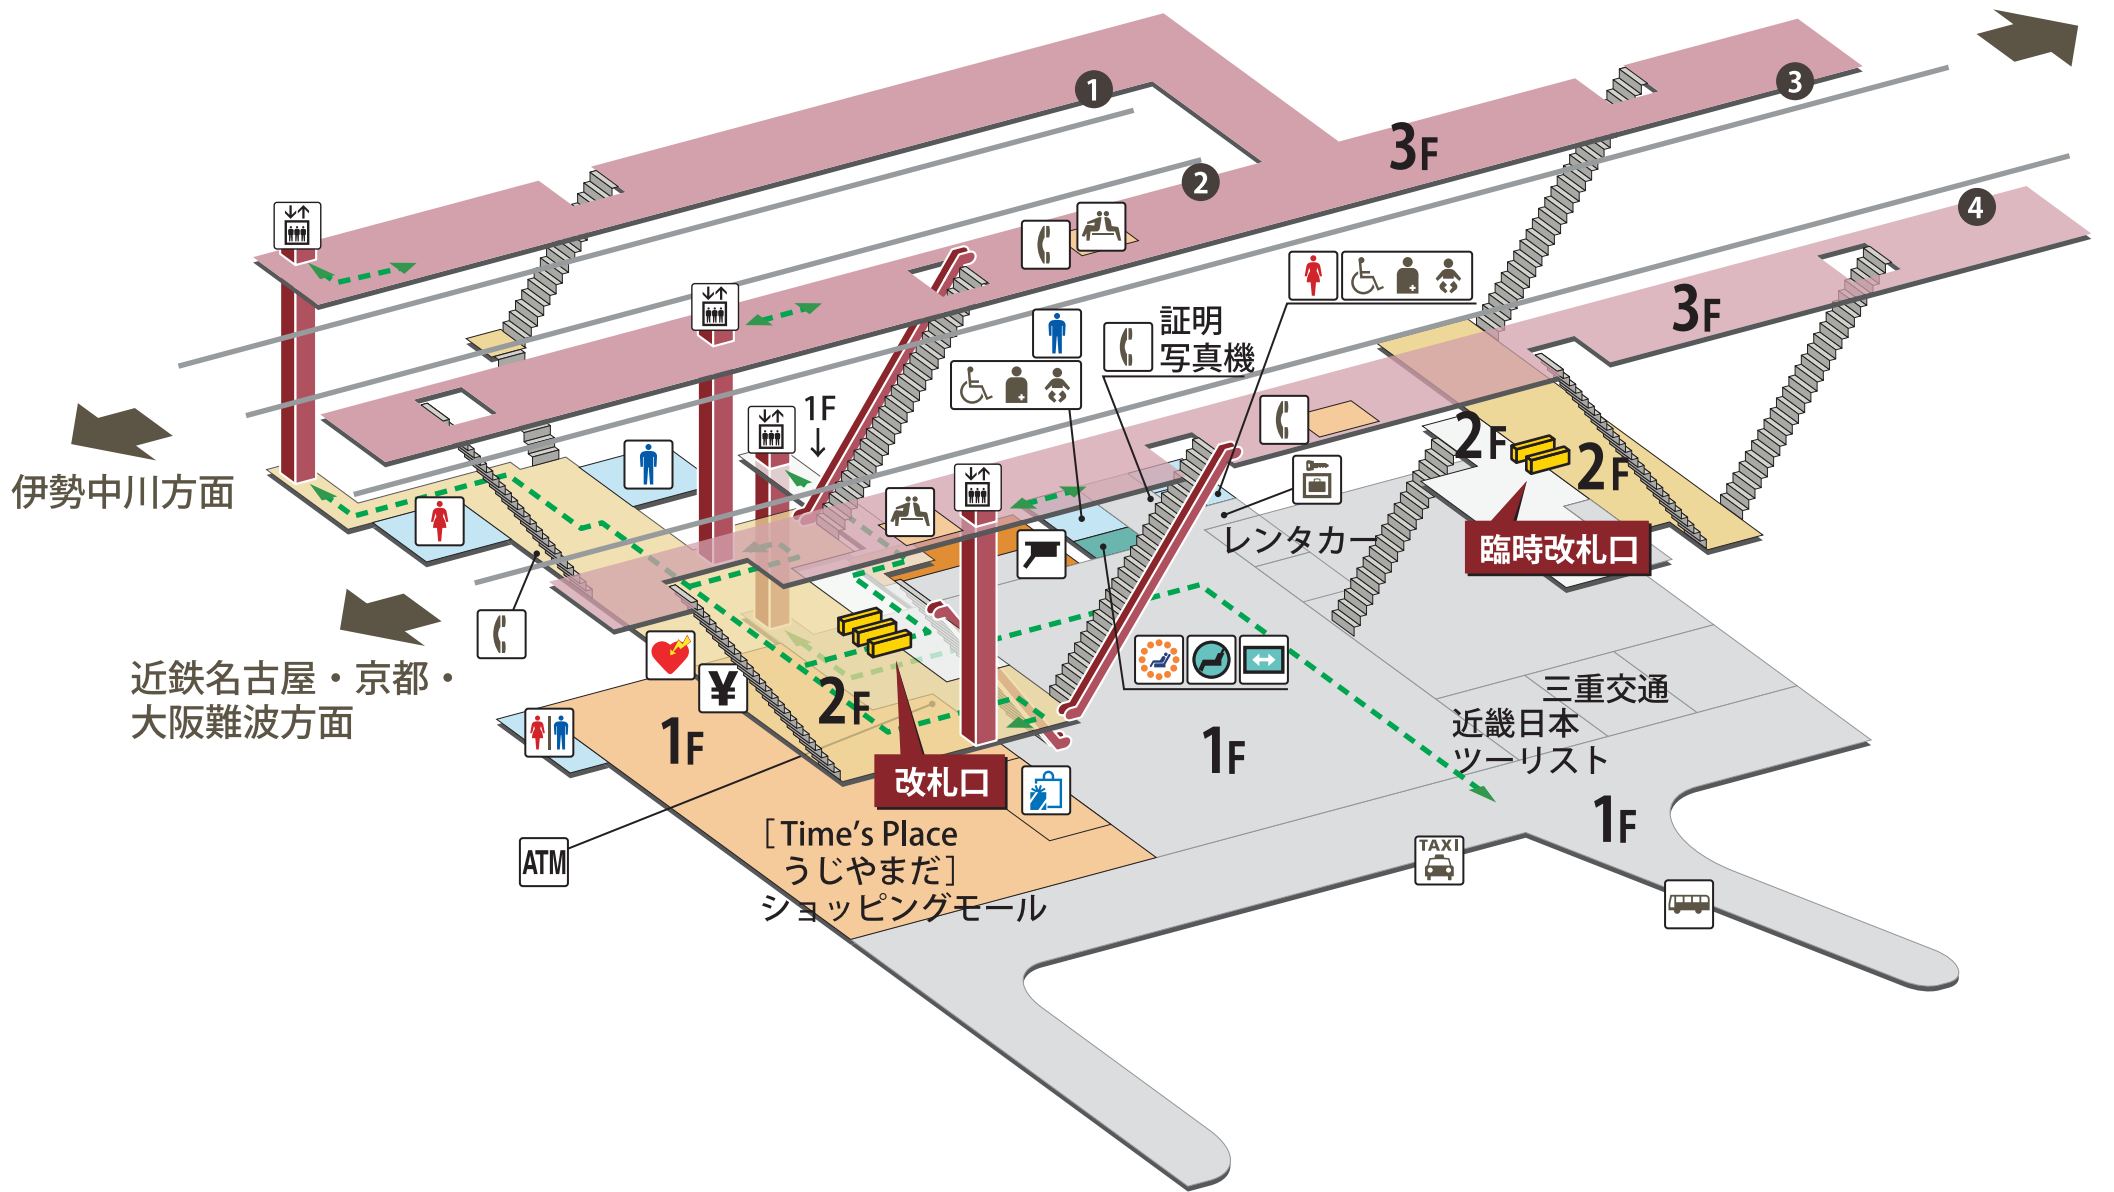 1
3
3F
2
4
3F
証明
写真機
1F
↓
2F
2F
伊勢中川方面
レンタカー
臨時改札口
近鉄名古屋・京都・
大阪難波方面
¥
2F
1F
三重交通
近畿日本
ツーリスト
1F
改札口
1F
[Time's Place
うじやまだ]
ショッピングモール
ATM
TAXI